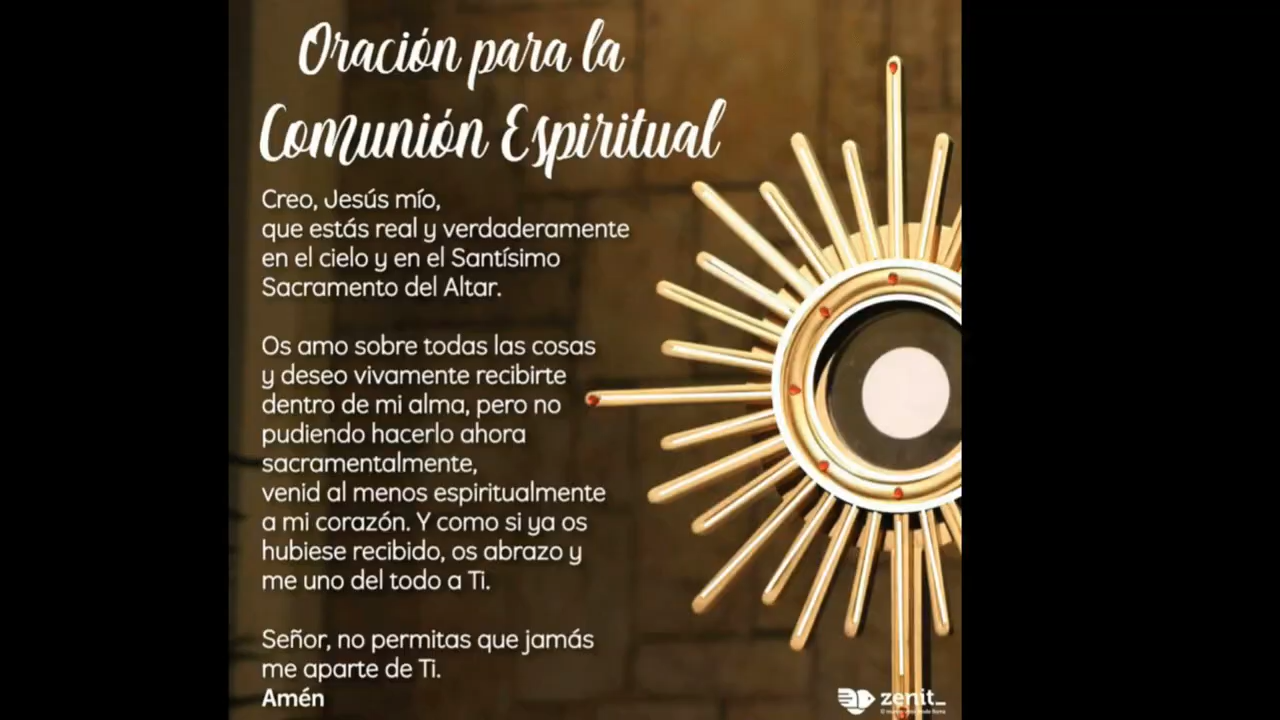 Oración para la
Comunión Espiritual
Creo, Jesús mío,
que estás real y verdaderamente
en el cielo y en el Santísimo
Sacramento del Altar.
Os amo sobre todas las cosas
y deseo vivamente recibirte
dentro de mi alma, pero no
pudiendo hacerlo ahora
sacramentalmente,
venid al menos espiritualmente
a mi corazón. Y como si ya os
hubiese recibido, os abrazo y
me uno del todo a Ti.
Señor, no permitas que jamás
me aparte de Ti.
Amén
zenit_